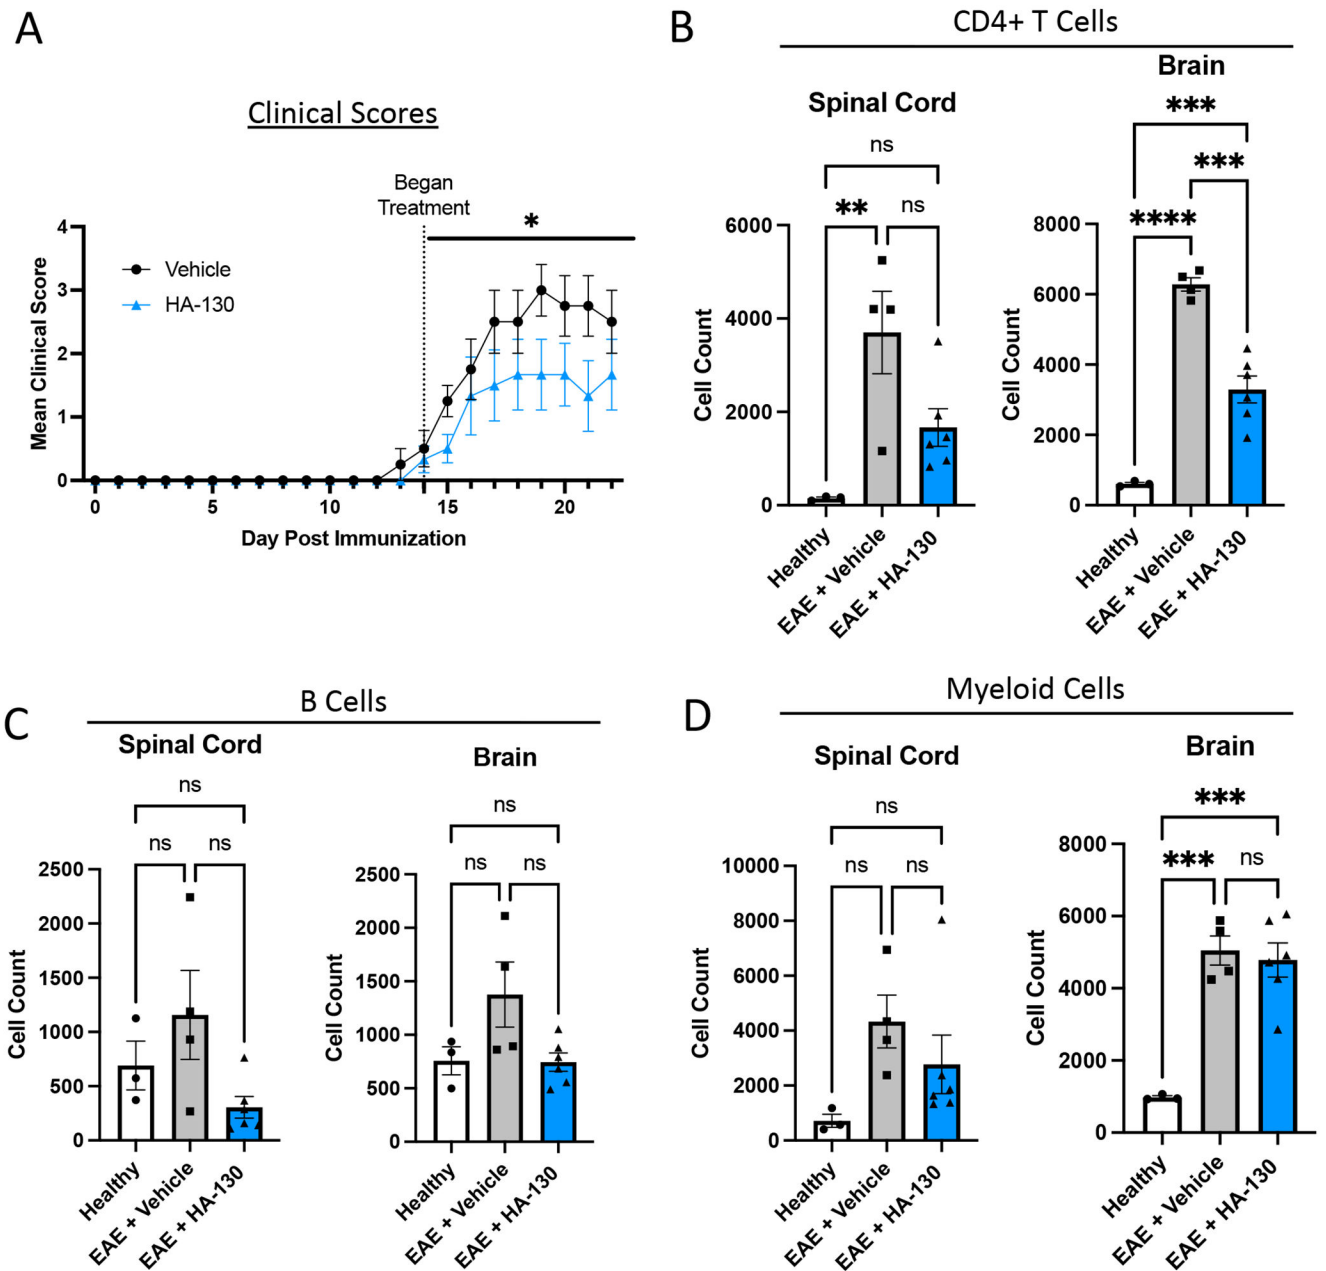 A
Clinical Scores
Began
Treatment
*
Vehicle
HA-130
Mean Clinical Score
4
3
2
1
0
0 5 10 15 20
Day Post Immunization
B
CD4+ T Cells
Spinal Cord
ns
** ns
Cell Count
6000
4000
2000
0
Healthy
EAE + Vehicle
EAE + HA-130
Brain
***
***
****
Cell Count
8000
6000
4000
2000
0
Healthy
EAE + Vehicle
EAE + HA-130
C
B Cells
Spinal Cord
ns
ns ns
Cell Count
2500
2000
1500
1000
500
0
Healthy
EAE + Vehicle
EAE + HA-130
Brain
ns
ns ns
Cell Count
2500
2000
1500
1000
500
0
Healthy
EAE + Vehicle
EAE + HA-130
D
Myeloid Cells
Spinal Cord
ns
ns ns
Cell Count
10000
8000
6000
4000
2000
0
Healthy
EAE + Vehicle
EAE + HA-130
Brain
***
*** ns
Cell Count
8000
6000
4000
2000
0
Healthy
EAE + Vehicle
EAE + HA-130